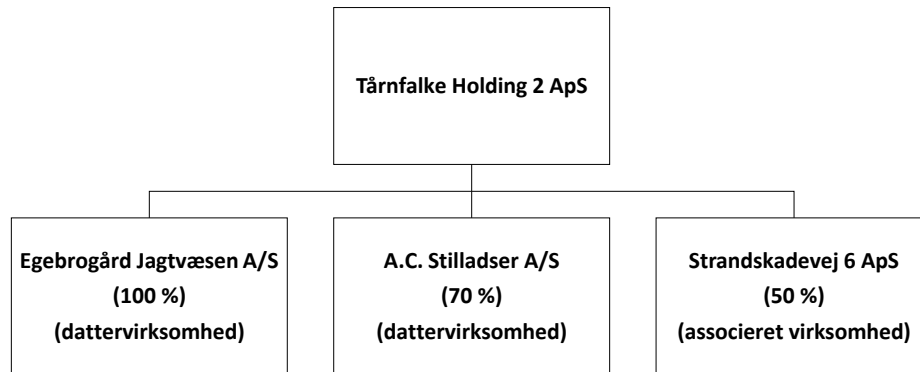 Tårnfalke Holding 2 ApS
Egebrogård Jagtvæsen A/S
(100 %)
(dattervirksomhed)
A.C. Stilladser A/S
(70 %)
(dattervirksomhed)
Strandskadevej 6 ApS
(50 %)
(associeret virksomhed)